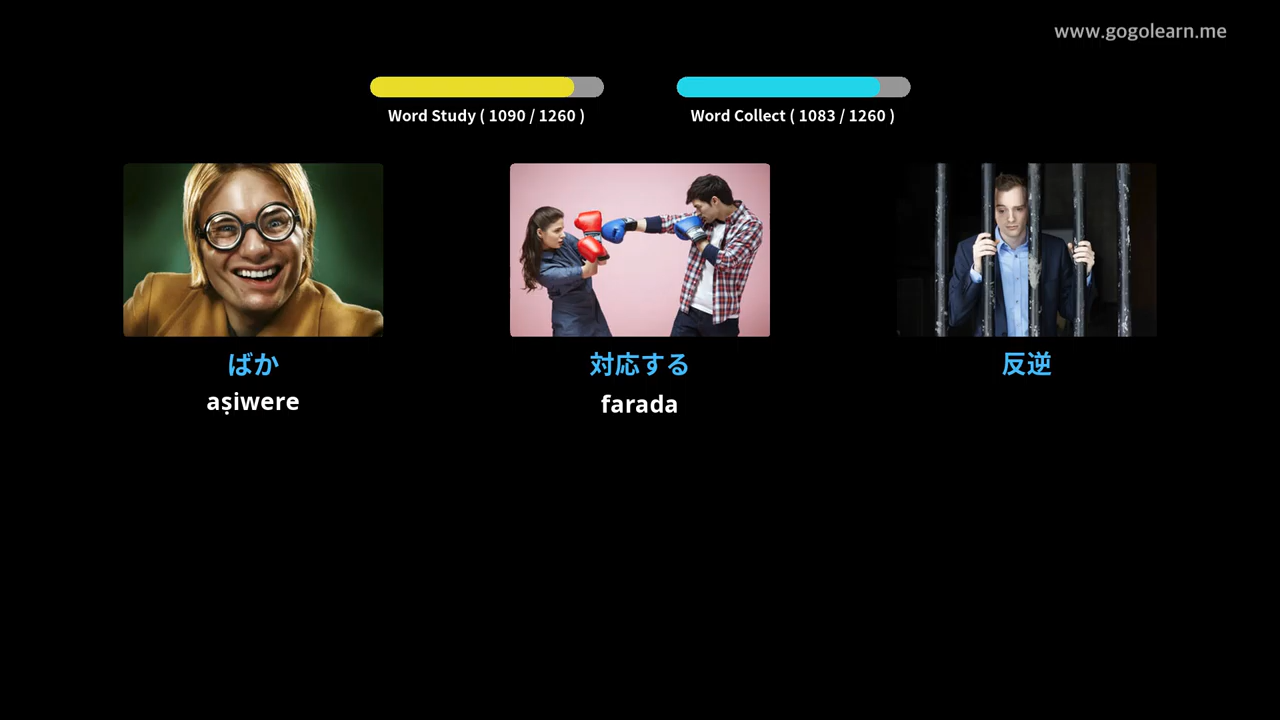 www.gogolearn.me
Word Study ( 1090 / 1260 )
Word Collect ( 1083 / 1260 )
ばか
aṣiwere
対応する
farada
反逆